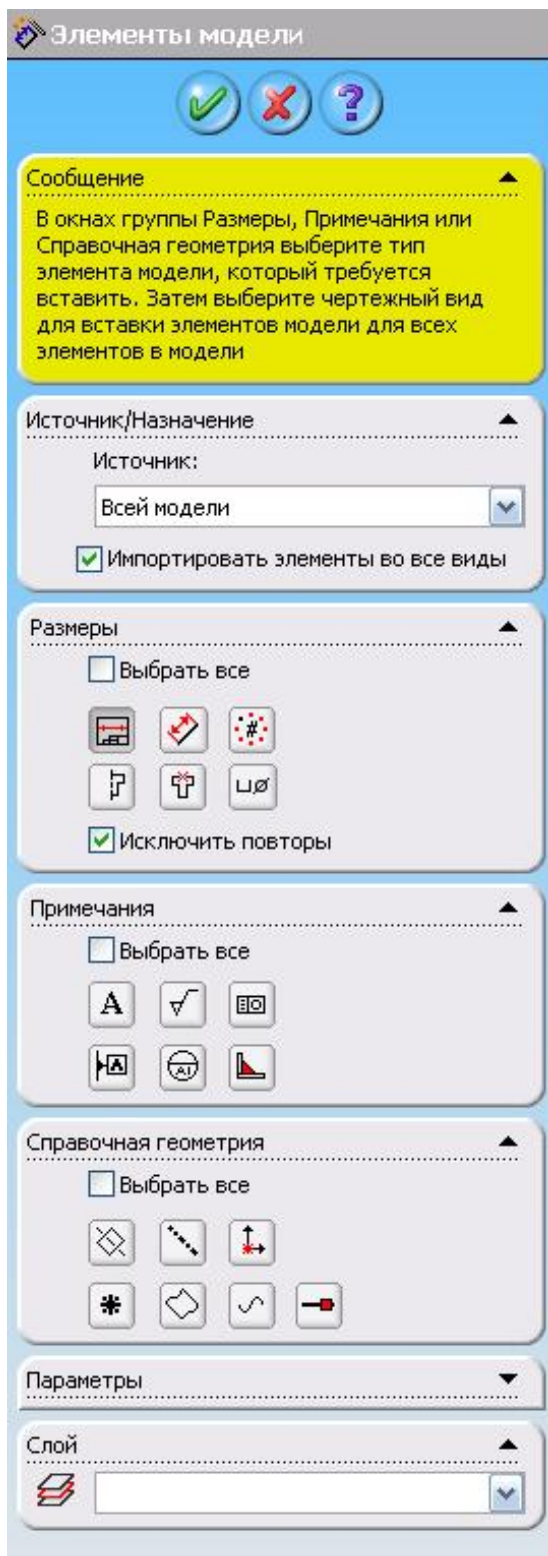 Элементы модели
Сообщение
В окнах группы Размеры, Примечания или
Справочная геометрия выберите тип
элемента модели, который требуется
вставить. Затем выберите чертежный вид
для вставки элементов модели для всех
элементов в модели
Источник/Назначение
Источник:
Всей модели
Импортировать элементы во все виды
Размеры
Выбрать все
Исключить повторы
Примечания
Выбрать все
A
A
A1
Справочная геометрия
Выбрать все
Параметры
Слой